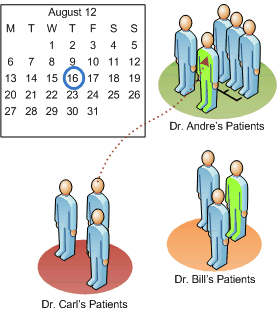 August 12
M T W T F S S
1 2 3 4 5
6 7 8 9 10 11 12
13 14 15 16 17 18 19
20 21 22 23 24 25 26
27 28 29 30 31
Dr. Andre's Patients
Dr. Bill's Patients
Dr. Carl's Patients